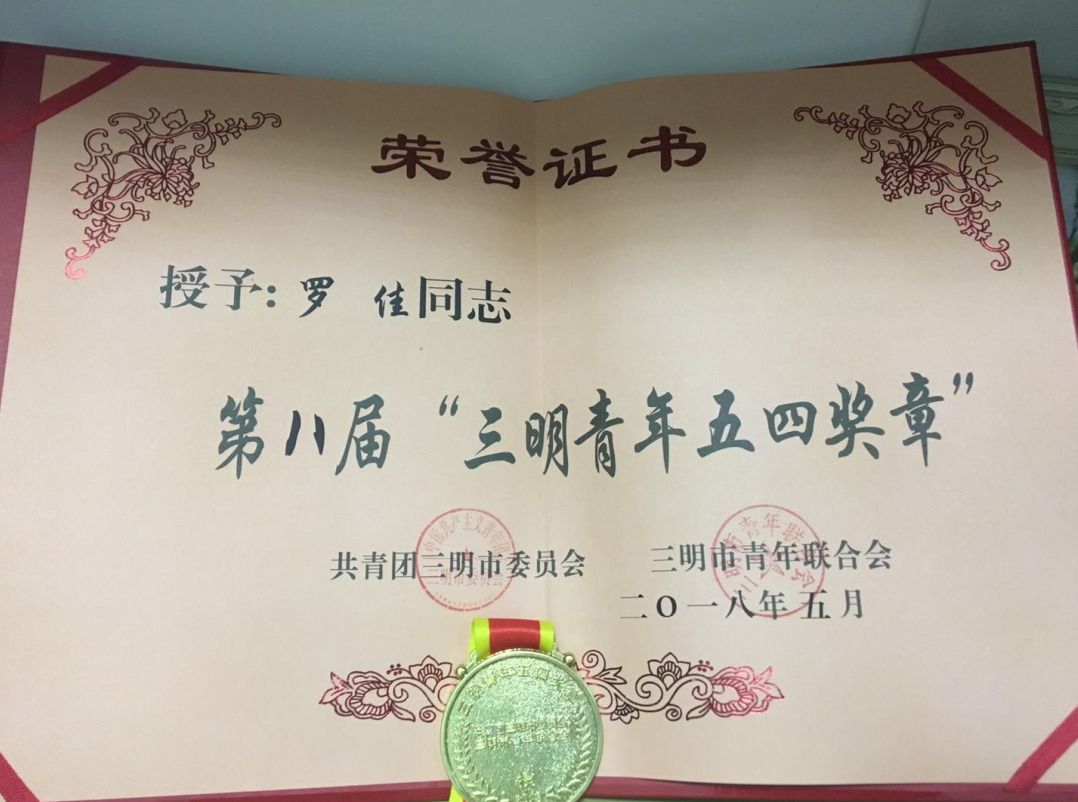 荣誉证书
授予:罗 佳同志
第八届“三明青年五四奖章”
共青团三明市委员会 三明市青年联合会
二〇一八年五月